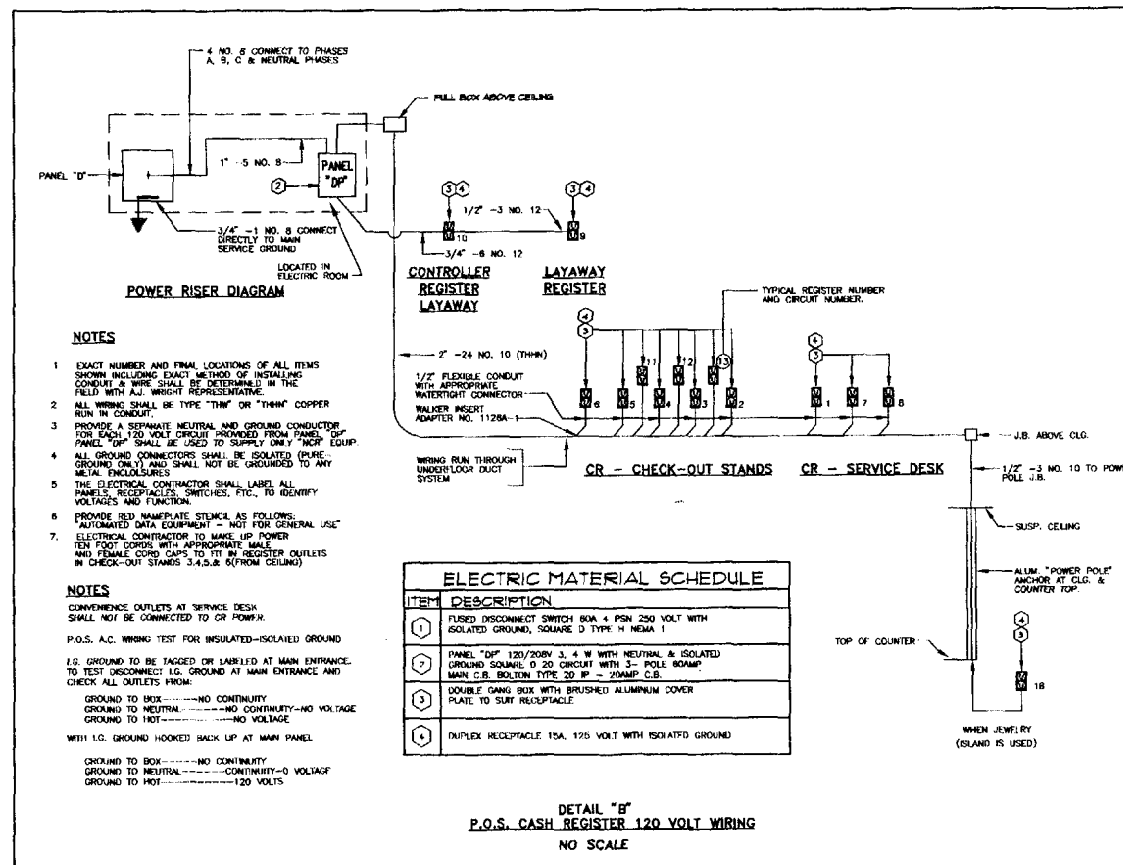 4 NO. 8 CONNECT TO PHASES
A, B, C & NEUTRAL PHASES
PULL BOX ABOVE CEILING
PANEL "D"
1" -5 NO. 8
PANEL
"DP"
2
3/4" -1 NO. 8 CONNECT
DIRECTLY TO MAIN
SERVICE GROUND
LOCATED IN
ELECTRIC ROOM
POWER RISER DIAGRAM
3 4
3 4
1/2" -3 NO. 12
10
9
3/4" -6 NO. 12
CONTROLLER
REGISTER
LAYAWAY
LAYAWAY
REGISTER
TYPICAL REGISTER NUMBER
AND CIRCUIT NUMBER.
2" -24 NO. 10 (THHN)
1/2" FLEXIBLE CONDUIT
WITH APPROPRIATE
WATERTIGHT CONNECTOR
WALKER INSERT
ADAPTER NO. 1126A-1
WIRING RUN THROUGH
UNDERFLOOR DUCT
SYSTEM
4
3
11
12
13
6
5
4
3
2
4
3
1
7
8
CR - CHECK-OUT STANDS
CR - SERVICE DESK
J.B. ABOVE CLG.
1/2" -3 NO. 10 TO POWER
POLE J.B.
SUSP. CEILING
ALUM. "POWER POLE"
ANCHOR AT CLG. &
COUNTER TOP.
TOP OF COUNTER
4
3
18
WHEN JEWELRY
(ISLAND IS USED)
NOTES
1 EXACT NUMBER AND FINAL LOCATIONS OF ALL ITEMS
SHOWN INCLUDING EXACT METHOD OF INSTALLING
CONDUIT & WIRE SHALL BE DETERMINED IN THE
FIELD WITH A.J. WRIGHT REPRESENTATIVE.
2 ALL WIRING SHALL BE TYPE "THW" OR "THHN" COPPER
RUN IN CONDUIT.
3 PROVIDE A SEPARATE NEUTRAL AND GROUND CONDUCTOR
FOR EACH 120 VOLT CIRCUIT PROVIDED FROM PANEL "DP"
PANEL "DP" SHALL BE USED TO SUPPLY ONLY "NCR" EQUIP.
4 ALL GROUND CONNECTORS SHALL BE ISOLATED (PURE-
GROUND ONLY) AND SHALL NOT BE GROUNDED TO ANY
METAL ENCLOLSURES
5 THE ELECTRICAL CONTRACTOR SHALL LABEL ALL
PANELS, RECEPTACLES, SWITCHES, ETC., TO IDENTIFY
VOLTAGES AND FUNCTION.
6 PROVIDE RED NAMEPLATE STENCIL AS FOLLOWS:
"AUTOMATED DATA EQUIPMENT - NOT FOR GENERAL USE"
7. ELECTRICAL CONTRACTOR TO MAKE UP POWER
TEN FOOT CORDS WITH APPROPRIATE MALE
AND FEMALE CORD CAPS TO FIT IN REGISTER OUTLETS
IN CHECK-OUT STANDS 3,4,5,& 6(FROM CEILING)
NOTES
CONVENIENCE OUTLETS AT SERVICE DESK
SHALL NOT BE CONNECTED TO CR POWER.
P.O.S. A.C. WIRING TEST FOR INSULATED-ISOLATED GROUND
I.G. GROUND TO BE TAGGED OR LABELED AT MAIN ENTRANCE.
TO TEST DISCONNECT I.G. GROUND AT MAIN ENTRANCE AND
CHECK ALL OUTLETS FROM:
GROUND TO BOX-------NO CONTINUITY
GROUND TO NEUTRAL---------NO CONTINUITY-NO VOLTAGE
GROUND TO HOT-----------NO VOLTAGE
WITH I.G. GROUND HOOKED BACK UP AT MAIN PANEL
GROUND TO BOX-------NO CONTINUITY
GROUND TO NEUTRAL---------CONTINUITY-0 VOLTAGE
GROUND TO HOT-----------120 VOLTS
ELECTRIC MATERIAL SCHEDULE
ITEM DESCRIPTION
1 FUSED DISCONNECT SWITCH 60A 4 PSN 250 VOLT WITH
ISOLATED GROUND, SQUARE D TYPE H NEMA 1
2 PANEL "DP" 120/208V 3, 4 W WITH NEUTRAL & ISOLATED
GROUND SQUARE D 20 CIRCUIT WITH 3- POLE 60AMP
MAIN C.B. BOLTON TYPE 20 IP - 20AMP C.B.
3 DOUBLE GANG BOX WITH BRUSHED ALUMINUM COVER
PLATE TO SUIT RECEPTACLE
4 DUPLEX RECEPTACLE 15A, 125 VOLT WITH ISOLATED GROUND
DETAIL "B"
P.O.S. CASH REGISTER 120 VOLT WIRING
NO SCALE